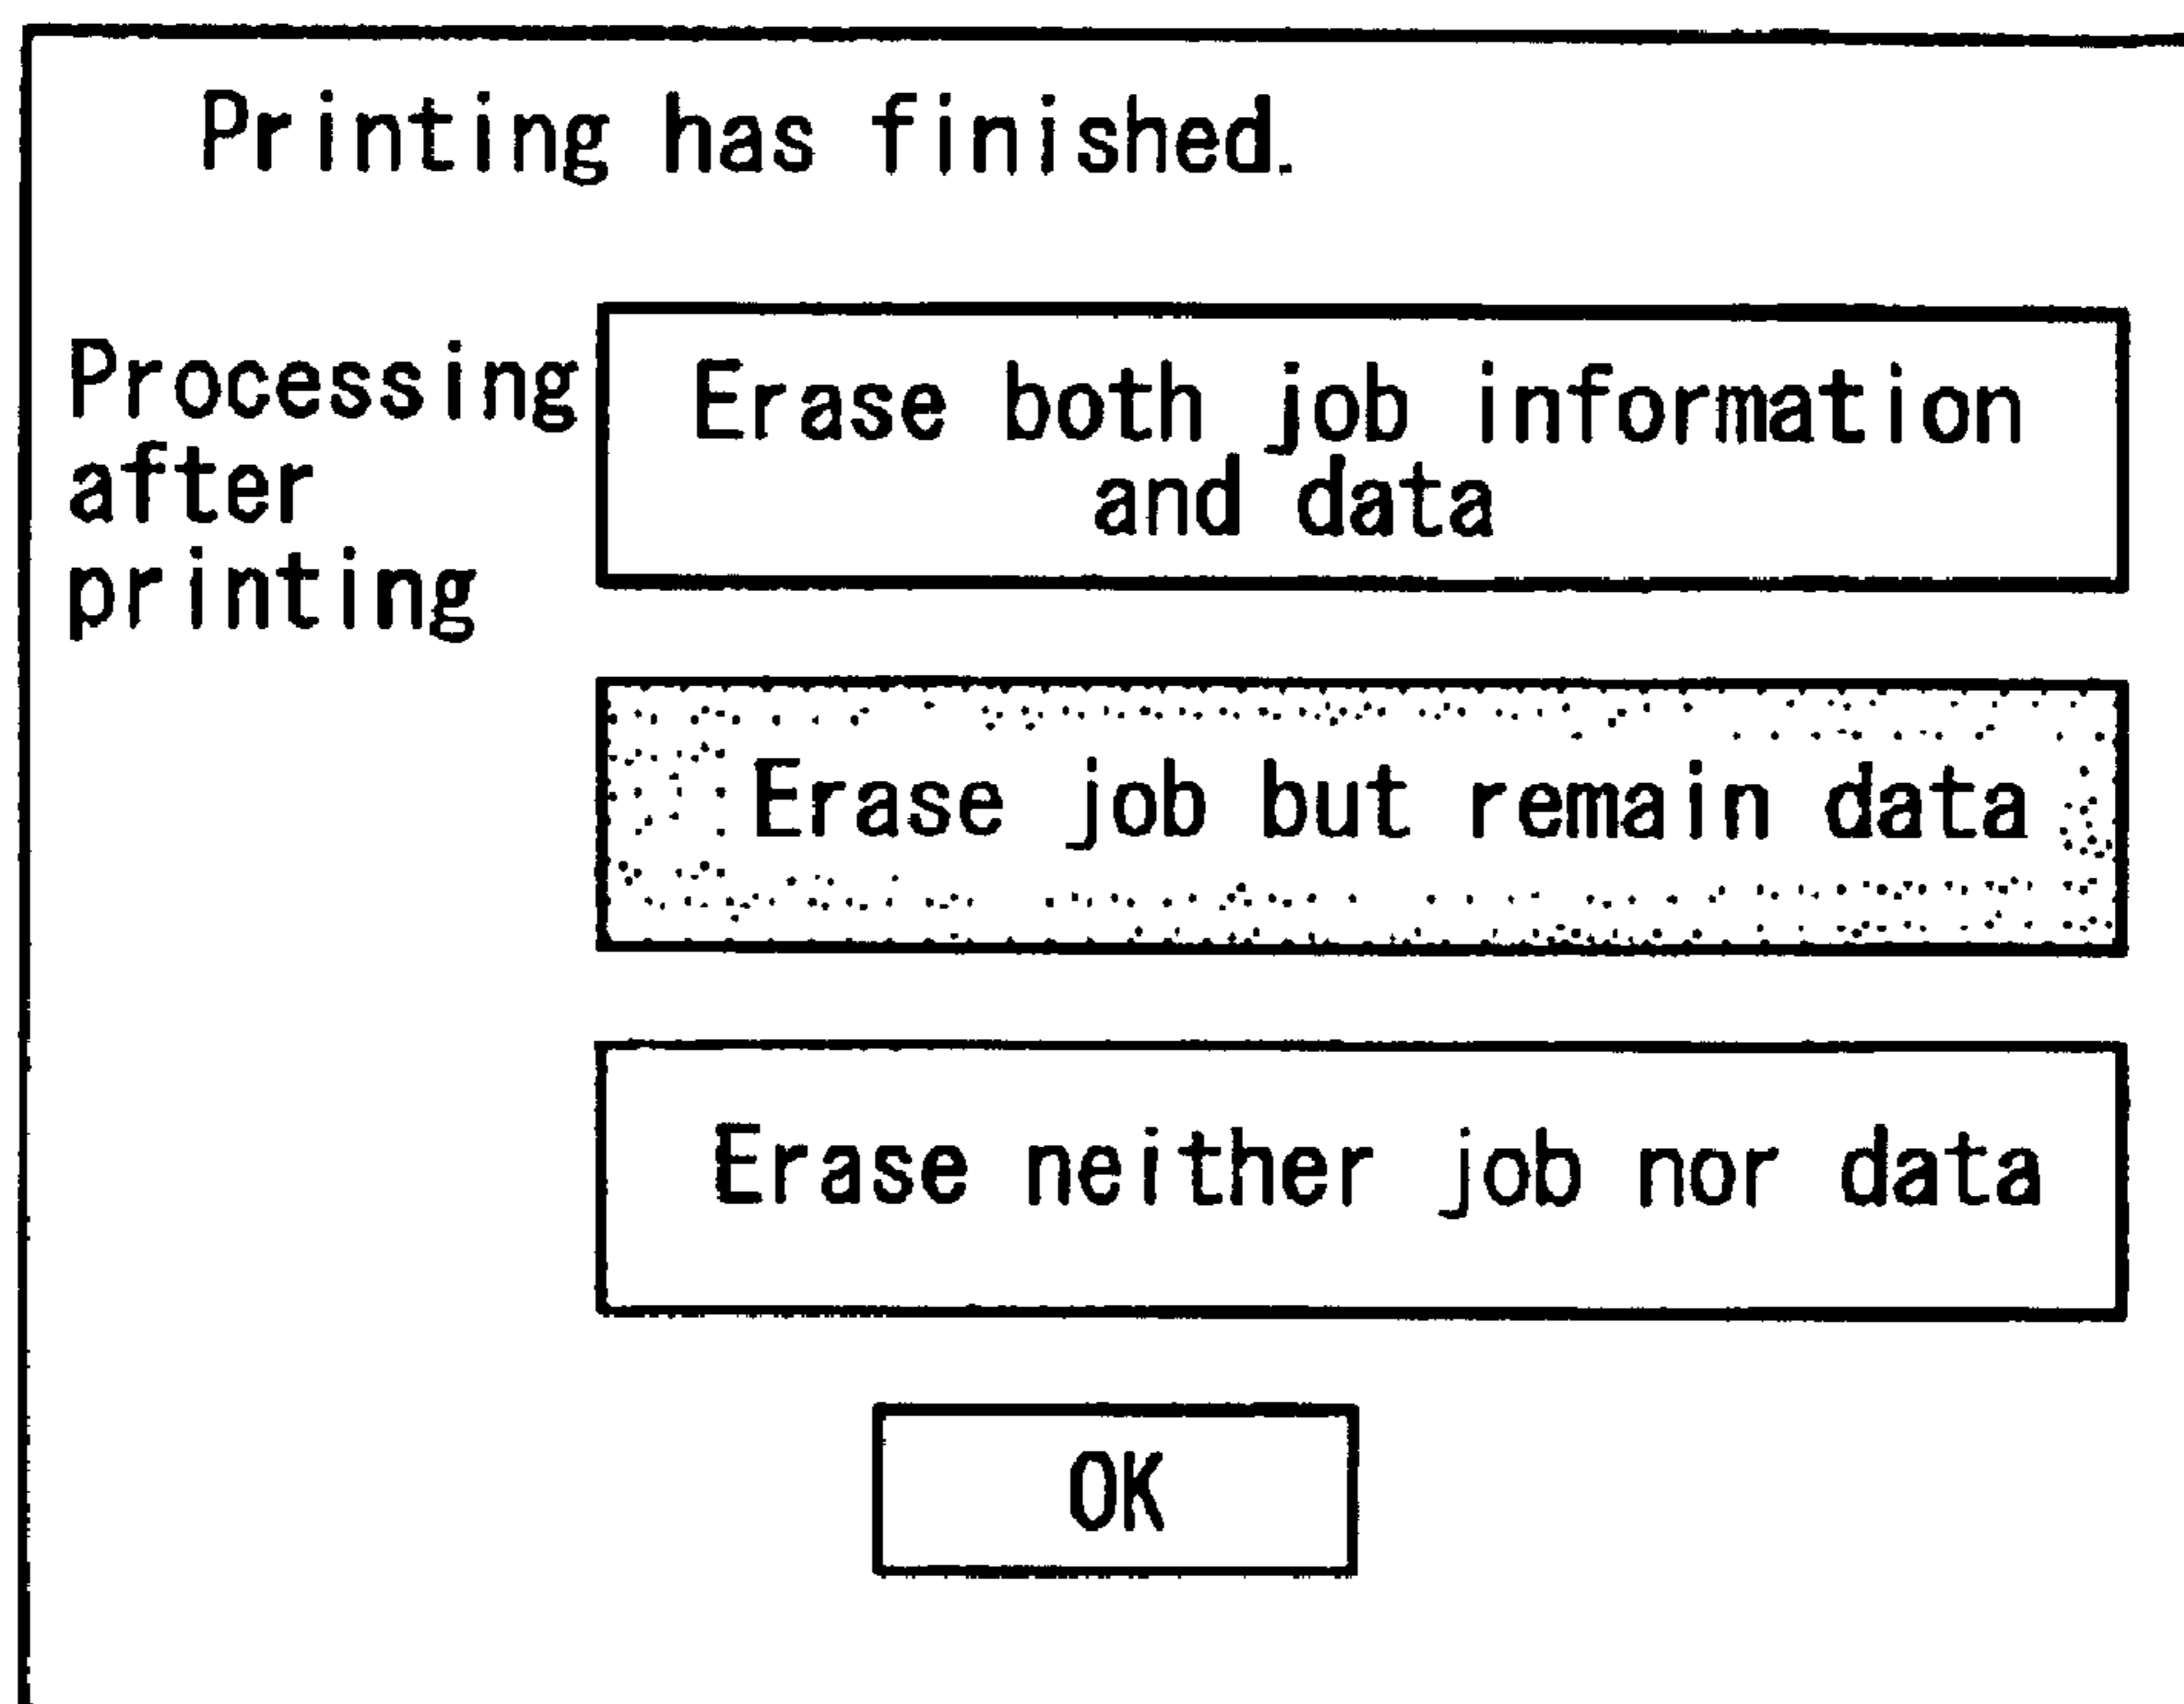 Printing has finished.
Processing
after
printing
Erase both job information
and data
Erase job but remain data
Erase neither job nor data
OK